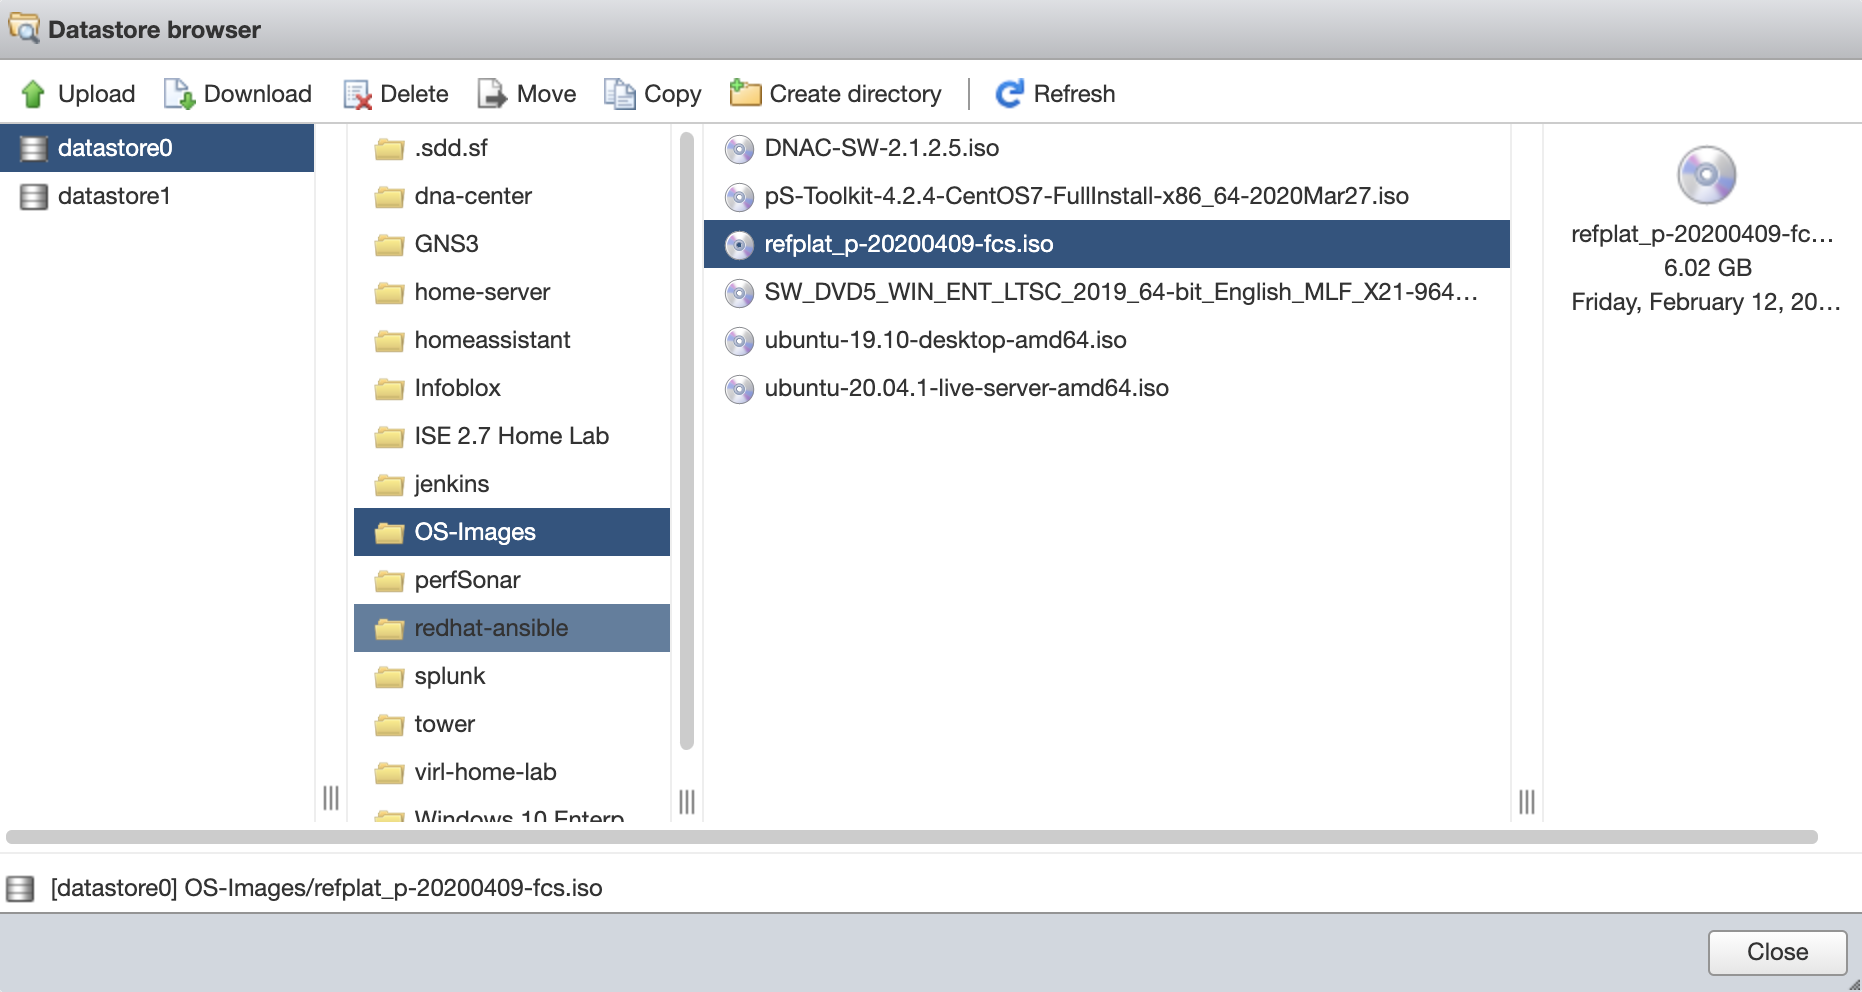 Datastore browser
Upload Download Delete Move Copy Create directory Refresh
datastore0
datastore1
.sdd.sf
dna-center
GNS3
home-server
homeassistant
Infoblox
ISE 2.7 Home Lab
jenkins
OS-Images
perfSonar
redhat-ansible
splunk
tower
virl-home-lab
Windows 10 Enterp
DNAC-SW-2.1.2.5.iso
pS-Toolkit-4.2.4-CentOS7-FullInstall-x86_64-2020Mar27.iso
refplat_p-20200409-fcs.iso
SW_DVD5_WIN_ENT_LTSC_2019_64-bit_English_MLF_X21-964...
ubuntu-19.10-desktop-amd64.iso
ubuntu-20.04.1-live-server-amd64.iso
refplat_p-20200409-fc...
6.02 GB
Friday, February 12, 20...
[datastore0] OS-Images/refplat_p-20200409-fcs.iso
Close